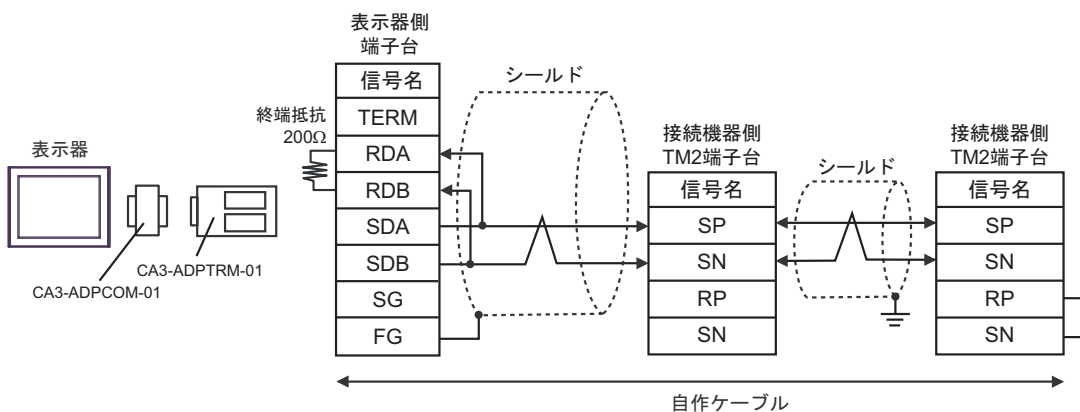 表示器
CA3-ADPCOM-01
CA3-ADPTRM-01
終端抵抗
200Ω
表示器側
端子台
信号名
TERM
RDA
RDB
SDA
SDB
SG
FG
シールド
接続機器側
TM2端子台
信号名
SP
SN
RP
SN
シールド
接続機器側
TM2端子台
信号名
SP
SN
RP
SN
自作ケーブル